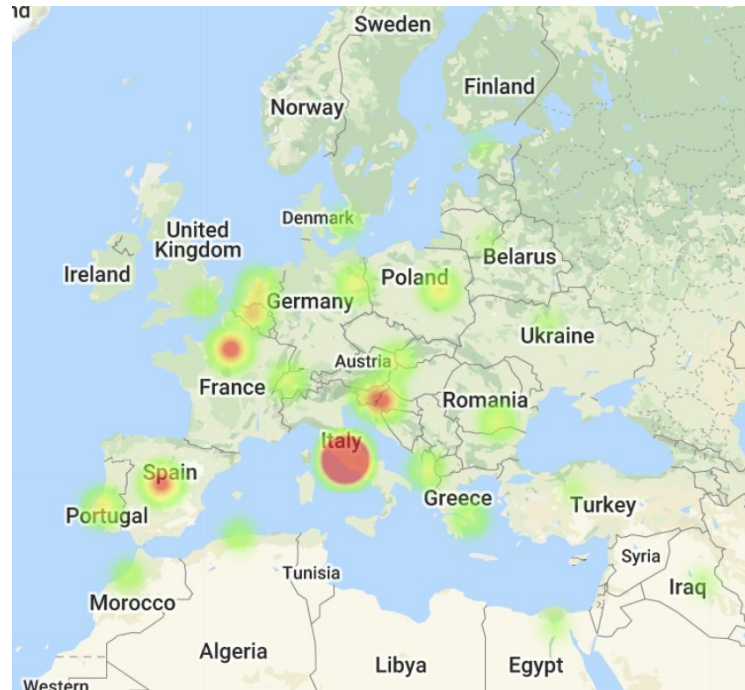 nd
Sweden
Finland
Norway
Denmark
United
Kingdom
Ireland
Belarus
Poland
Germany
Ukraine
Austria
France
Romania
Italy
Spain
Greece
Turkey
Portugal
Syria
Tunisia
Iraq
Morocco
Algeria
Libya
Egypt
Western